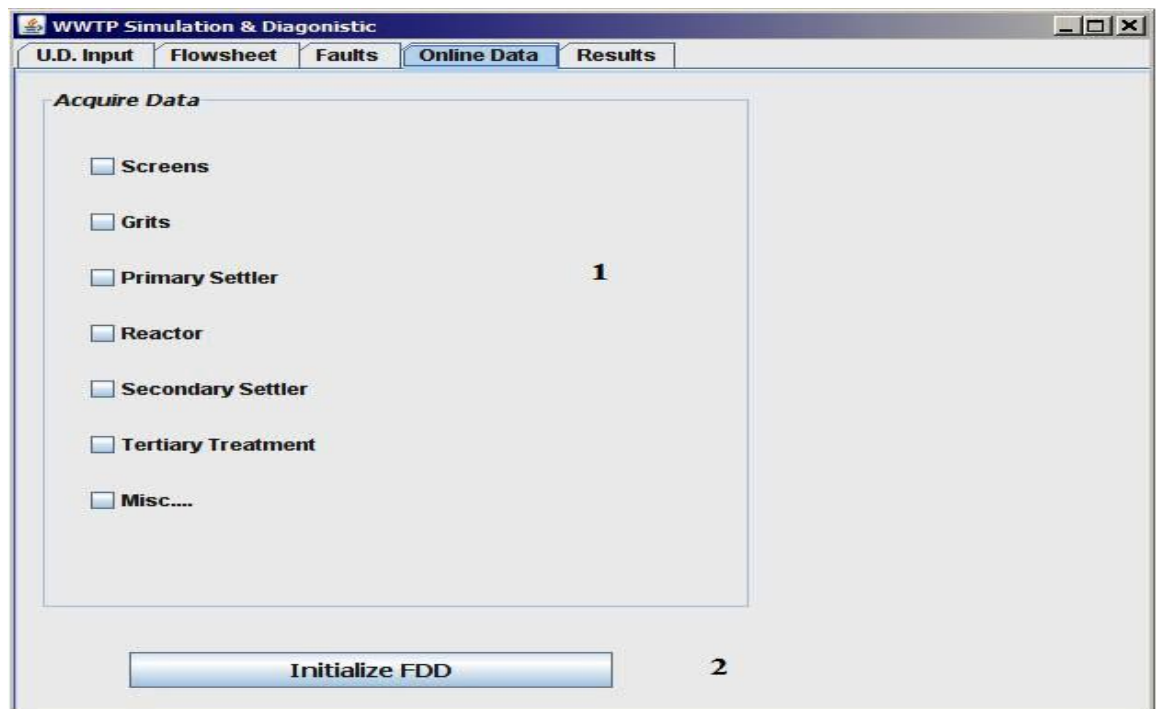 WWTP Simulation & Diagonistic
U.D. Input Flowsheet Faults Online Data Results
Acquire Data
Screens
Grits
Primary Settler 1
Reactor
Secondary Settler
Tertiary Treatment
Misc....
Initialize FDD 2